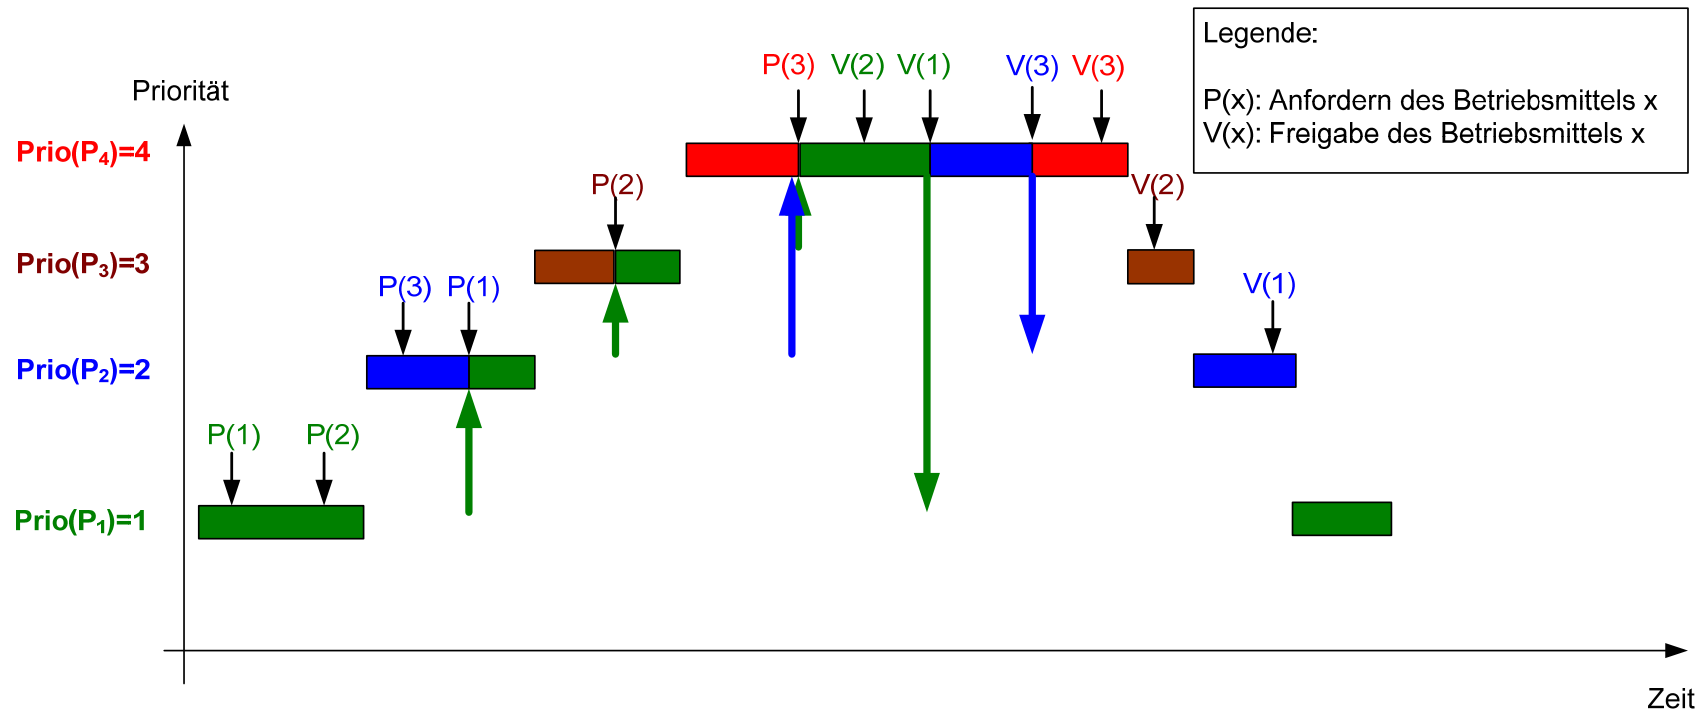 Legende:
P(x): Anfordern des Betriebsmittels x
V(x): Freigabe des Betriebsmittels x
Priorität
P(3) V(2) V(1) V(3) V(3)
Prio(P₄)=4
P(2) V(2)
Prio(P₃)=3
P(3) P(1) V(1)
Prio(P₂)=2
P(1) P(2)
Prio(P₁)=1
Zeit